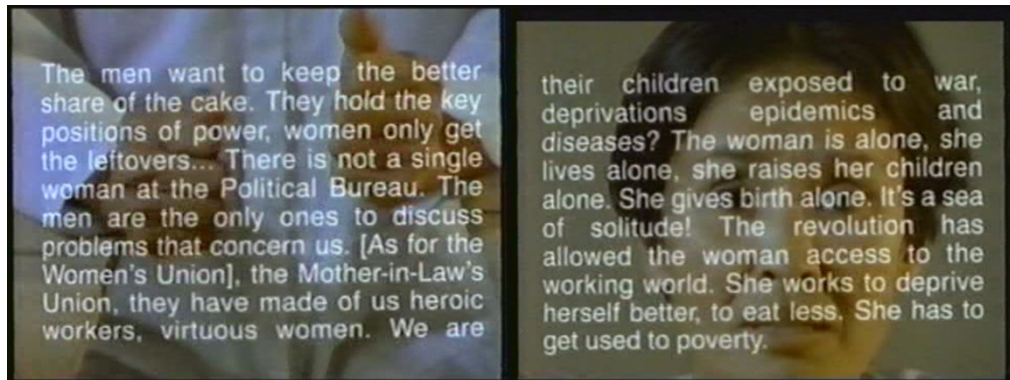 The men want to keep the better
share of the cake. They hold the key
positions of power, women only get
the leftovers... There is not a single
woman at the Political Bureau. The
men are the only ones to discuss
problems that concern us. [As for the
Women's Union], the Mother-in-Law's
Union, they have made of us heroic
workers, virtuous women. We are
their children exposed to war,
deprivations epidemics and
diseases? The woman is alone, she
lives alone, she raises her children
alone. She gives birth alone. It's a sea
of solitude! The revolution has
allowed the woman access to the
working world. She works to deprive
herself better, to eat less. She has to
get used to poverty.